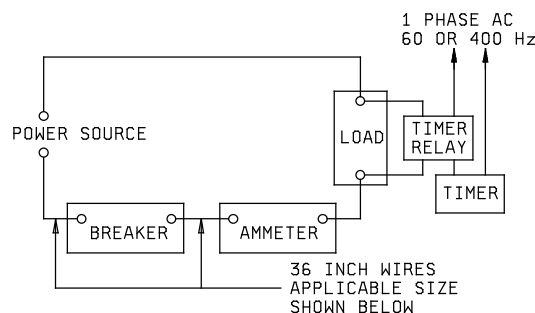 1 PHASE AC
60 OR 400 Hz
POWER SOURCE
LOAD
TIMER
RELAY
TIMER
BREAKER
AMMETER
36 INCH WIRES
APPLICABLE SIZE
SHOWN BELOW